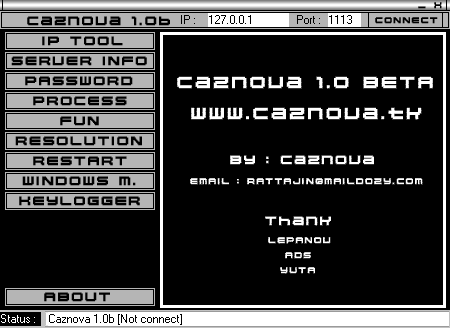 caznova 1.0b IP : 127.0.0.1 Port : 1113 CONNECT
IP TOOL
SERVER INFO
PASSWORD
PROCESS
FUN
RESOLUTION
RESTART
WINDOWS M.
KEYLOGGER
ABOUT
caznova 1.0 BETA
www.caznova.tk
BY : caznova
EMAIL : RATTAJIN@MAILDOZY.COM
Thank
LEPANOU
ADS
YUTA
Status : Caznova 1.0b [Not connect]